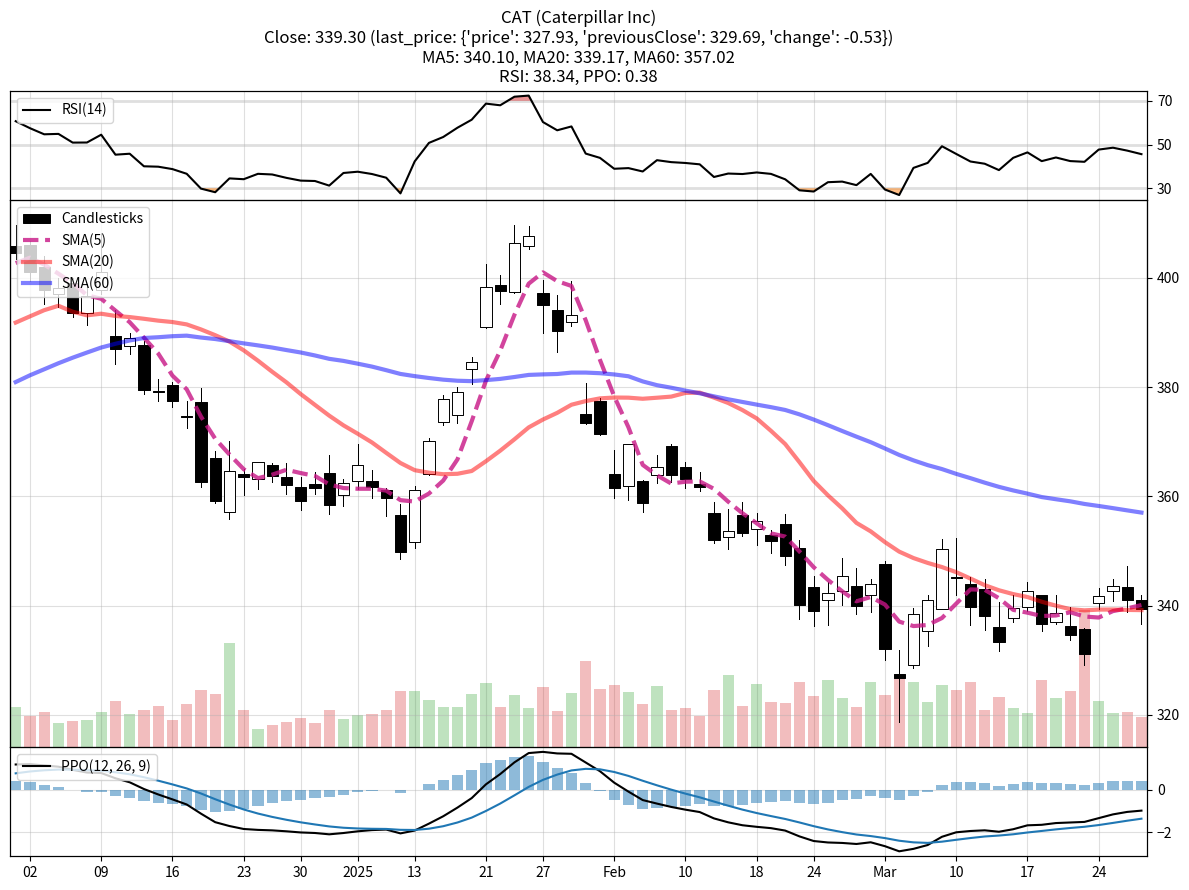 CAT (Caterpillar Inc)
Close: 339.30 (last_price: {'price': 327.93, 'previousClose': 329.69, 'change': -0.53})
MA5: 340.10, MA20: 339.17, MA60: 357.02
RSI: 38.34, PPO: 0.38
RSI(14)
70
50
30
Candlesticks
SMA(5)
SMA(20)
SMA(60)
400
380
360
340
320
PPO(12, 26, 9)
0
−2
02 09 16 23 30 2025 13 21 27 Feb 10 18 24 Mar 10 17 24